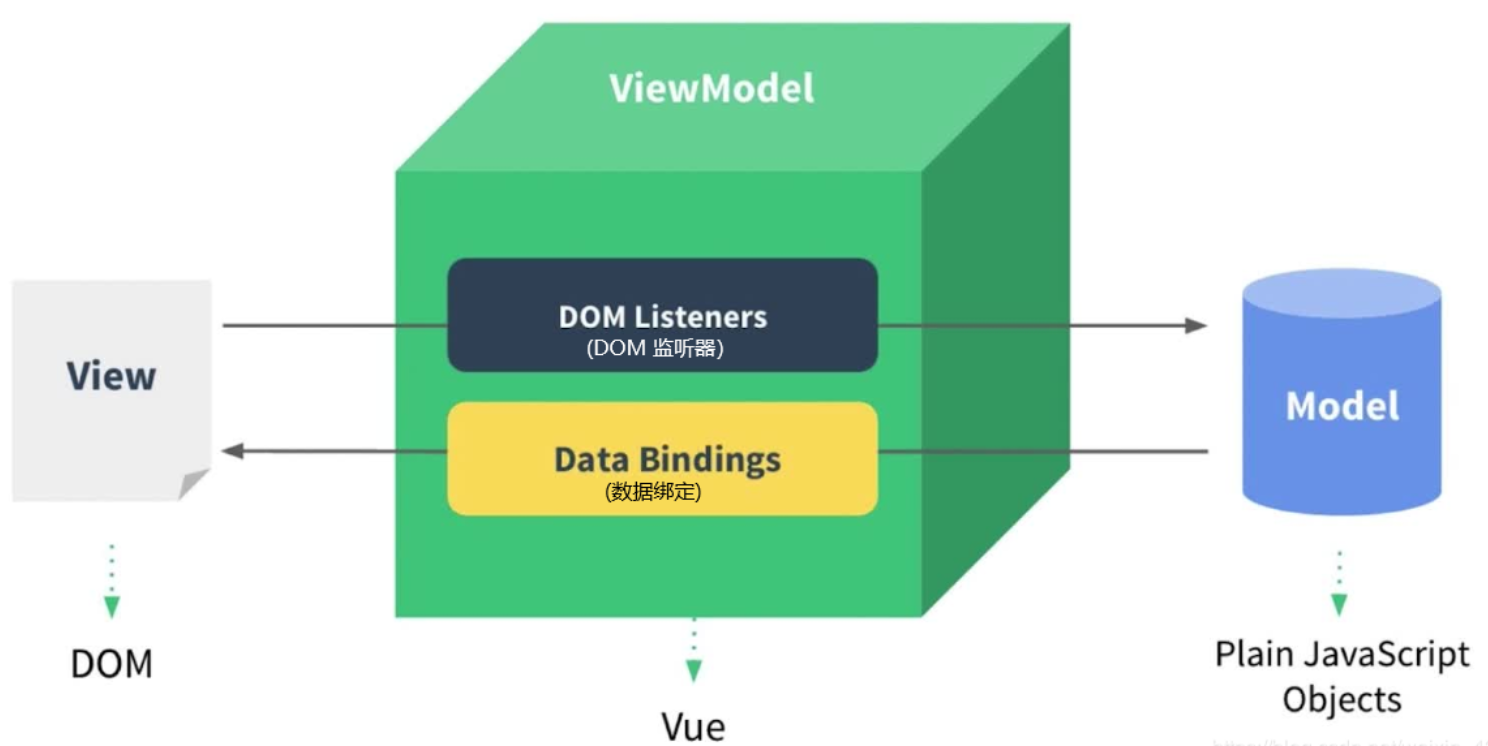 ViewModel
DOM Listeners
(DOM 监听器)
View
Model
Data Bindings
(数据绑定)
DOM
Plain JavaScript
Objects
Vue